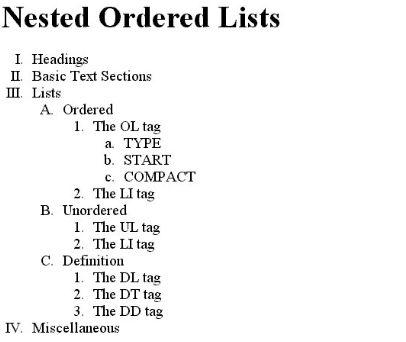 Nested Ordered Lists
I. Headings
II. Basic Text Sections
III. Lists
A. Ordered
1. The OL tag
a. TYPE
b. START
c. COMPACT
2. The LI tag
B. Unordered
1. The UL tag
2. The LI tag
C. Definition
1. The DL tag
2. The DT tag
3. The DD tag
IV. Miscellaneous